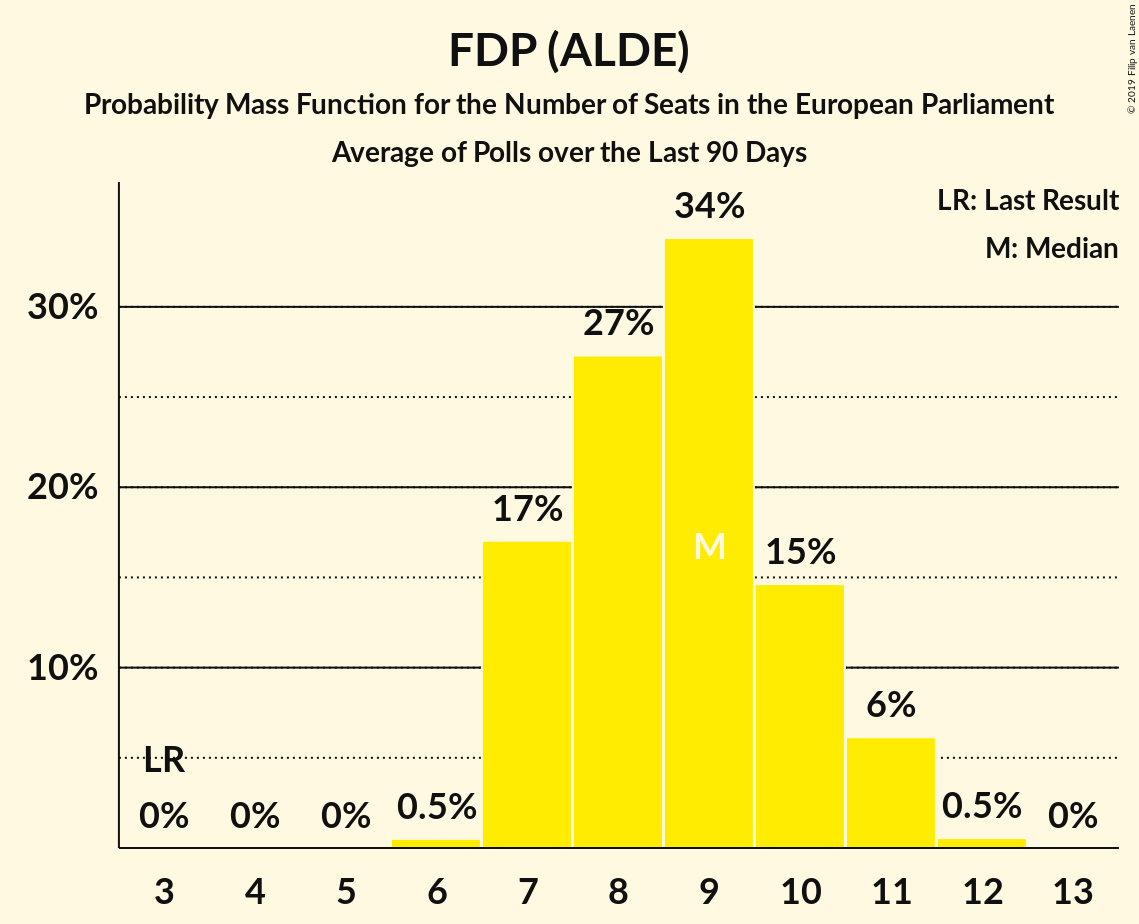 FDP (ALDE)
Probability Mass Function for the Number of Seats in the European Parliament
Average of Polls over the Last 90 Days
© 2019 Filip van Laenen
LR: Last Result
M: Median
34%
30%
27%
20%
17%
M
15%
10%
6%
LR
0%
0%
0%
0.5%
0.5%
0%
3 4 5 6 7 8 9 10 11 12 13